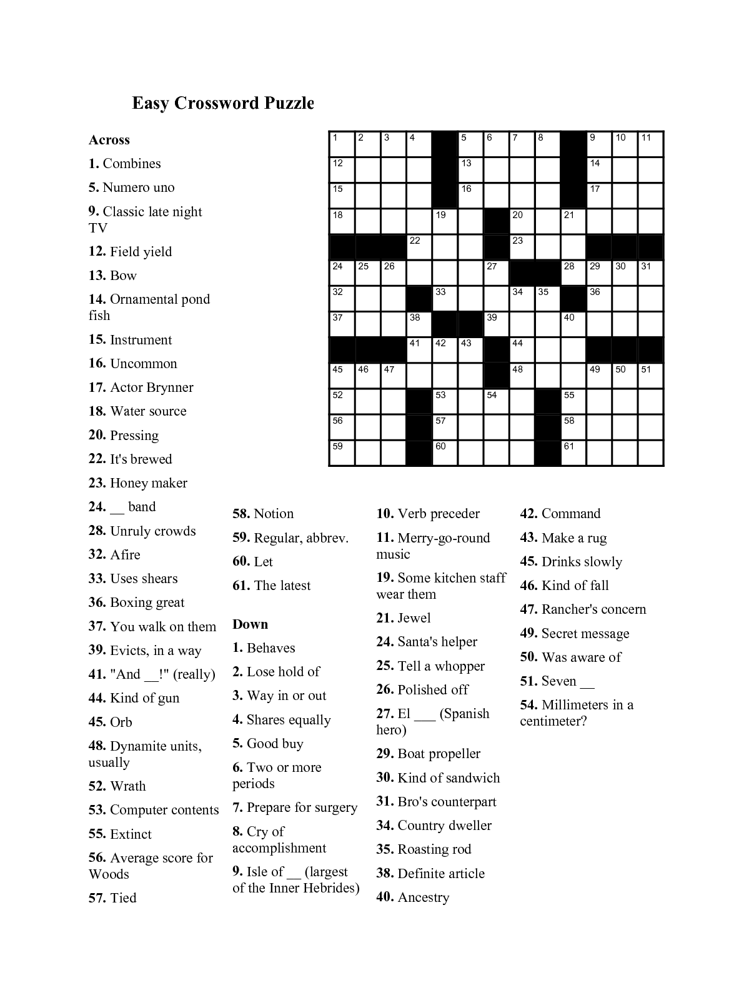 Easy Crossword Puzzle
Across
1. Combines
5. Numero uno
9. Classic late night
TV
12. Field yield
13. Bow
14. Ornamental pond
fish
15. Instrument
16. Uncommon
17. Actor Brynner
18. Water source
20. Pressing
22. It's brewed
23. Honey maker
24. __ band
28. Unruly crowds
32. Afire
33. Uses shears
36. Boxing great
37. You walk on them
39. Evicts, in a way
41. "And __!" (really)
44. Kind of gun
45. Orb
48. Dynamite units,
usually
52. Wrath
53. Computer contents
55. Extinct
56. Average score for
Woods
57. Tied
1 2 3 4 5 6 7 8 9 10 11
12 13 14
15 16 17
18 19 20 21
22 23
24 25 26 27 28 29 30 31
32 33 34 35 36
37 38 39 40
41 42 43 44
45 46 47 48 49 50 51
52 53 54 55
56 57 58
59 60 61
58. Notion
59. Regular, abbrev.
60. Let
61. The latest
Down
1. Behaves
2. Lose hold of
3. Way in or out
4. Shares equally
5. Good buy
6. Two or more
periods
7. Prepare for surgery
8. Cry of
accomplishment
9. Isle of __ (largest
of the Inner Hebrides)
10. Verb preceder
11. Merry-go-round
music
19. Some kitchen staff
wear them
21. Jewel
24. Santa's helper
25. Tell a whopper
26. Polished off
27. El ___ (Spanish
hero)
29. Boat propeller
30. Kind of sandwich
31. Bro's counterpart
34. Country dweller
35. Roasting rod
38. Definite article
40. Ancestry
42. Command
43. Make a rug
45. Drinks slowly
46. Kind of fall
47. Rancher's concern
49. Secret message
50. Was aware of
51. Seven __
54. Millimeters in a
centimeter?